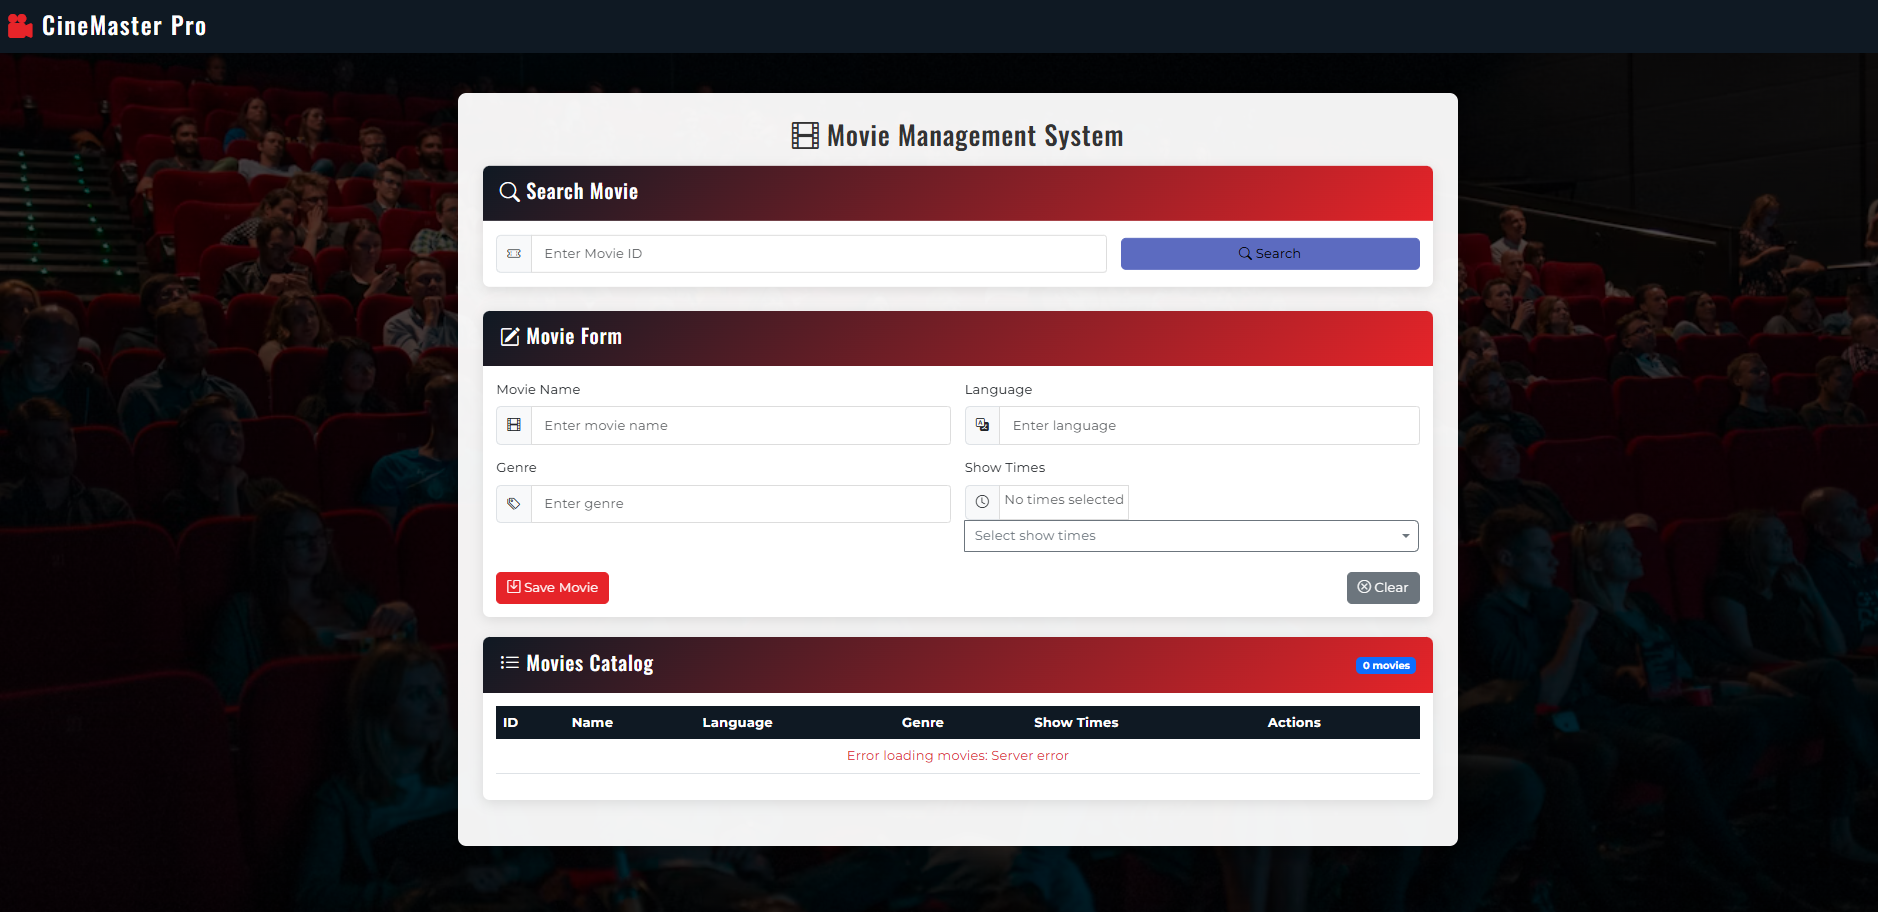 CineMaster Pro
Movie Management System
Search Movie
Enter Movie ID
Search
Movie Form
Movie Name
Language
Enter movie name
Enter language
Genre
Show Times
Enter genre
No times selected
Select show times
Save Movie
Clear
Movies Catalog
0 movies
ID Name Language Genre Show Times Actions
Error loading movies: Server error